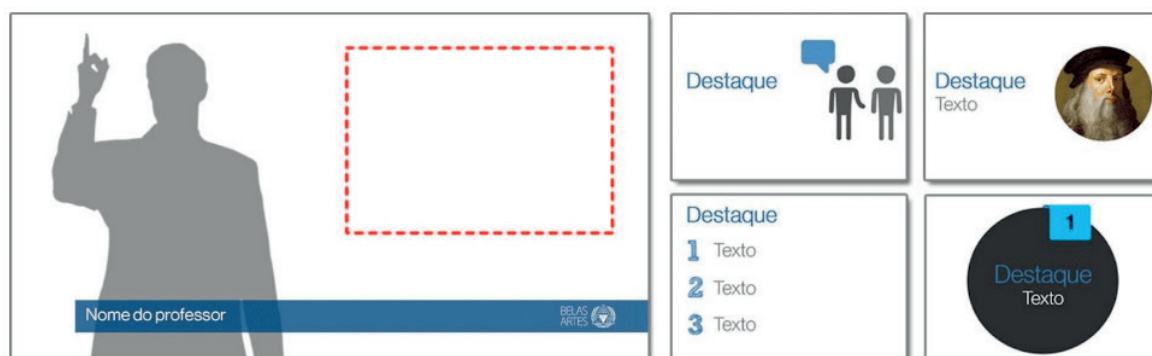 Nome do professor
BELAS
ARTES
Destaque
Destaque
Texto
Destaque
1 Texto
2 Texto
3 Texto
1
Destaque
Texto